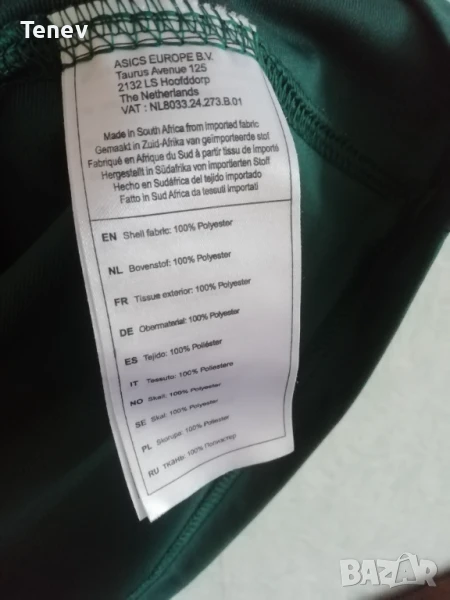 Tenev
ASICS EUROPE B.V.
Taurus Avenue 125
2132 LS Hoofddorp
The Netherlands
VAT : NL8033.24.273.B.01
Made in South Africa from imported fabric
Gemaakt in Zuid-Afrika van geïmporteerde stof
Fabriqué en Afrique du Sud à partir tissu de importé
Hergestellt in Südafrika von importierten Stoff
Hecho en Sudáfrica del tejido importado
Fatto in Sud Africa da tessuti importati
EN Shell fabric: 100% Polyester
NL Bovenstof: 100% Polyester
FR Tissue exterior: 100% Polyester
DE Obermaterial: 100% Polyester
ES Tejido: 100% Poliéster
IT Tessuto: 100% Poliestere
NO Skall: 100% Polyester
SE Skal: 100% Polyester
PL Skorupa: 100% Poliester
RU Ткань: 100% Полиэстер
BAZAR